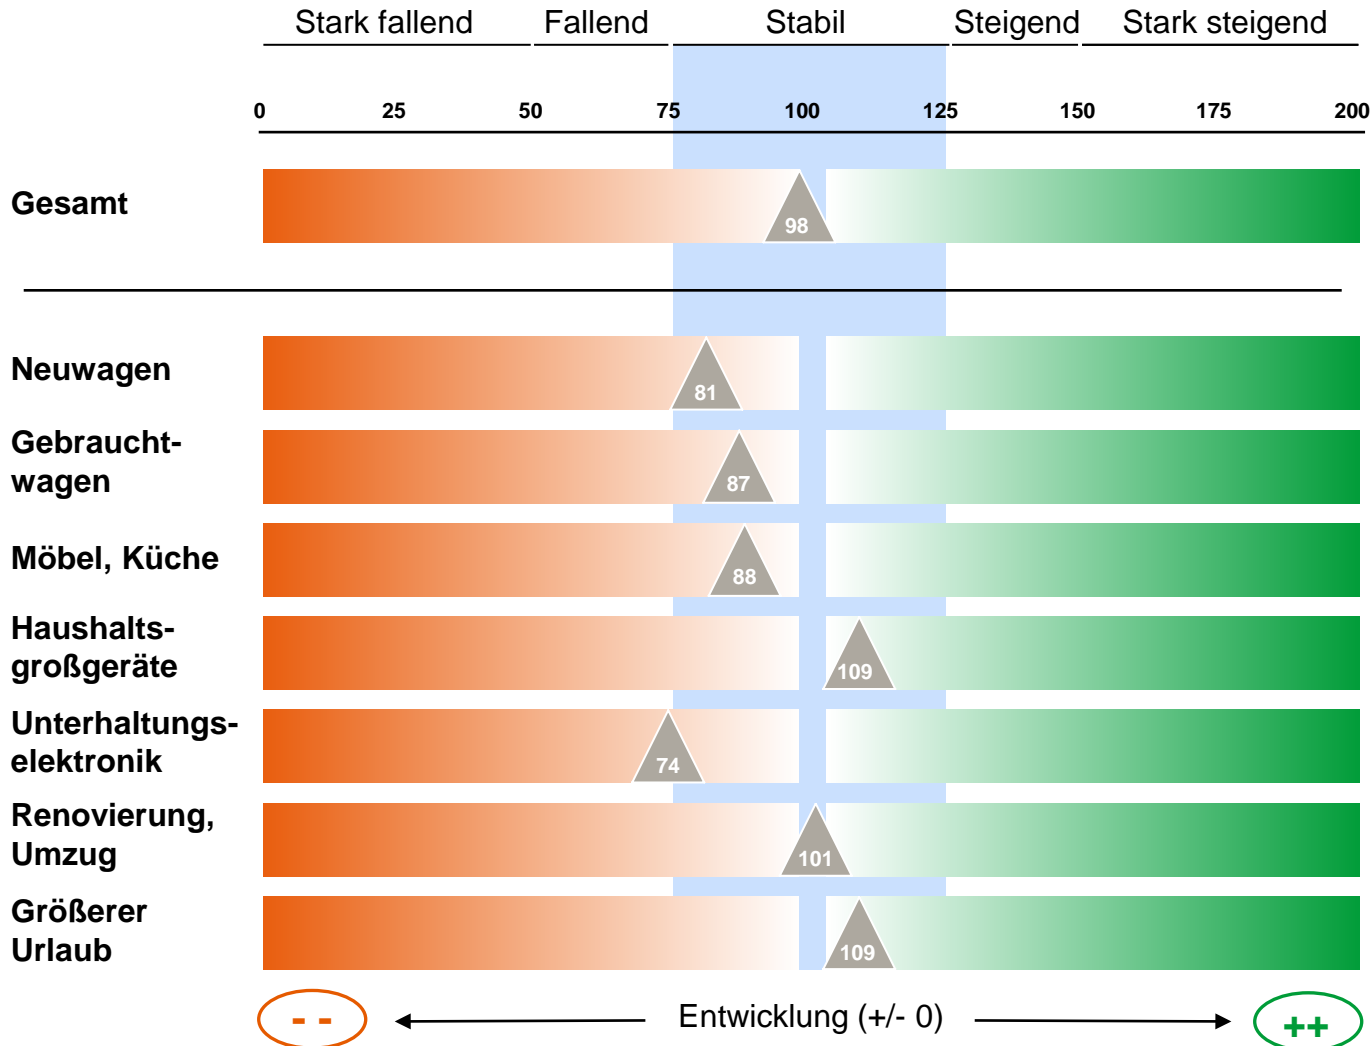 Stark fallend Fallend Stabil Steigend Stark steigend
0 25 50 75 100 125 150 175 200
Gesamt 98
Neuwagen 81
Gebraucht-
wagen 87
Möbel, Küche 88
Haushalts-
großgeräte 109
Unterhaltungs-
elektronik 74
Renovierung,
Umzug 101
Größerer
Urlaub 109
- - Entwicklung (+/- 0) ++